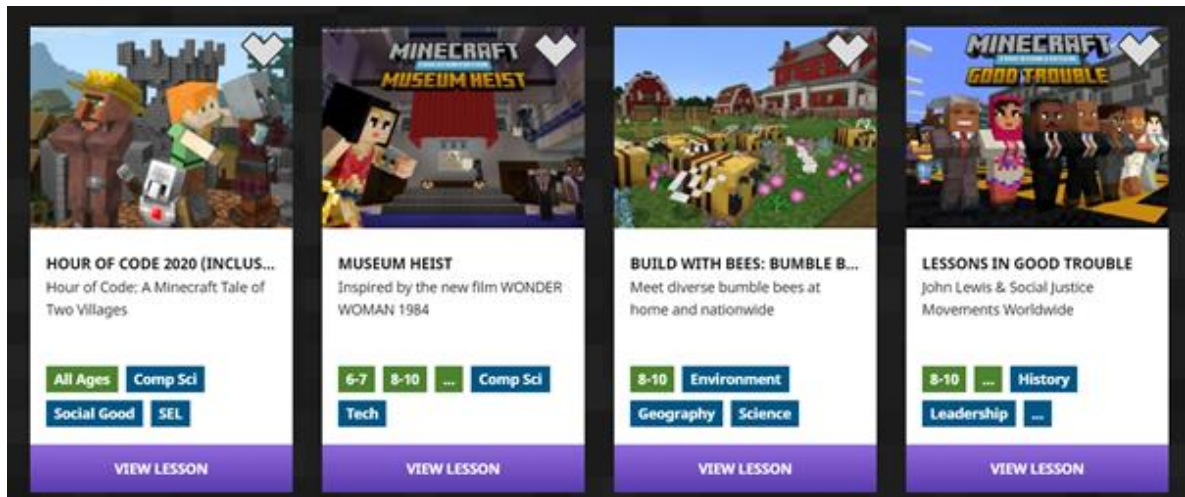 MINECRAFT
EDUCATION EDITION
MUSEUM HEIST
MINECRAFT
EDUCATION EDITION
GOOD TROUBLE
HOUR OF CODE 2020 (INCLUS...
Hour of Code: A Minecraft Tale of
Two Villages
All Ages Comp Sci
Social Good SEL
VIEW LESSON
MUSEUM HEIST
Inspired by the new film WONDER
WOMAN 1984
6-7 8-10 ... Comp Sci
Tech
VIEW LESSON
BUILD WITH BEES: BUMBLE B...
Meet diverse bumble bees at
home and nationwide
8-10 Environment
Geography Science
VIEW LESSON
LESSONS IN GOOD TROUBLE
John Lewis & Social Justice
Movements Worldwide
8-10 ... History
Leadership ...
VIEW LESSON